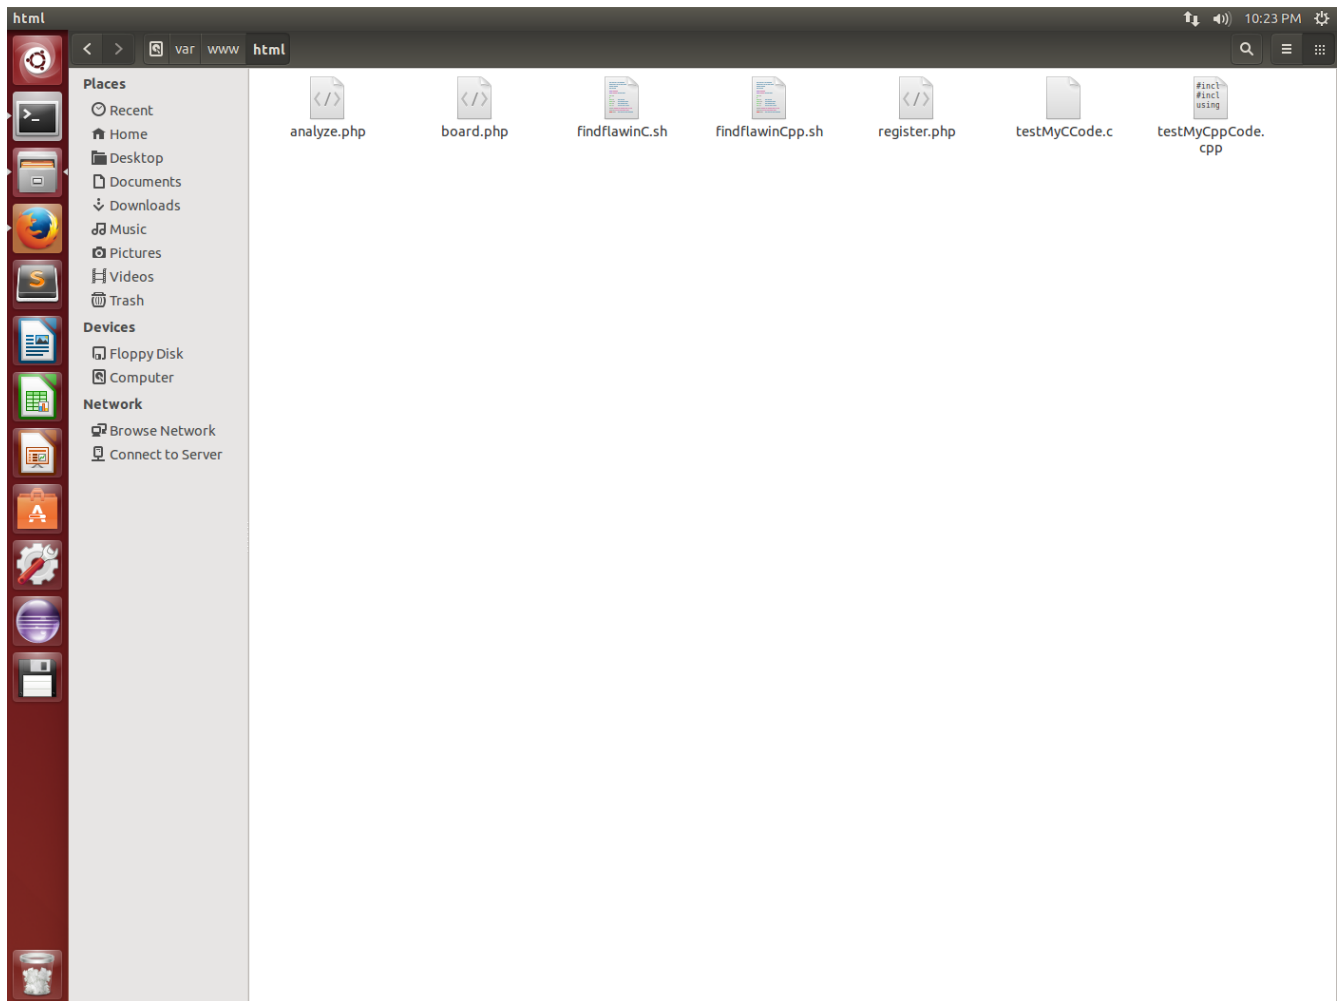 html
10:23 PM
var www html
Places
Recent
Home
Desktop
Documents
Downloads
Music
Pictures
Videos
Trash
Devices
Floppy Disk
Computer
Network
Browse Network
Connect to Server
analyze.php
board.php
findflawinC.sh
findflawinCpp.sh
register.php
testMyCCode.c
#incl
#incl
using
testMyCppCode.
cpp